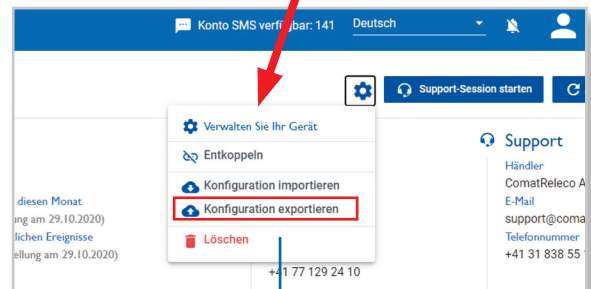 Konto SMS verfügbar: 141 Deutsch
Support-Session starten
Verwalten Sie Ihr Gerät
Entkoppeln
Konfiguration importieren
Konfiguration exportieren
Löschen
Support
Händler
ComatReleco A
E-Mail
support@coma
Telefonnummer
+41 31 838 55
diesen Monat
ung am 29.10.2020)
lichen Ereignisse
ellung am 29.10.2020)
+41 77 129 24 10